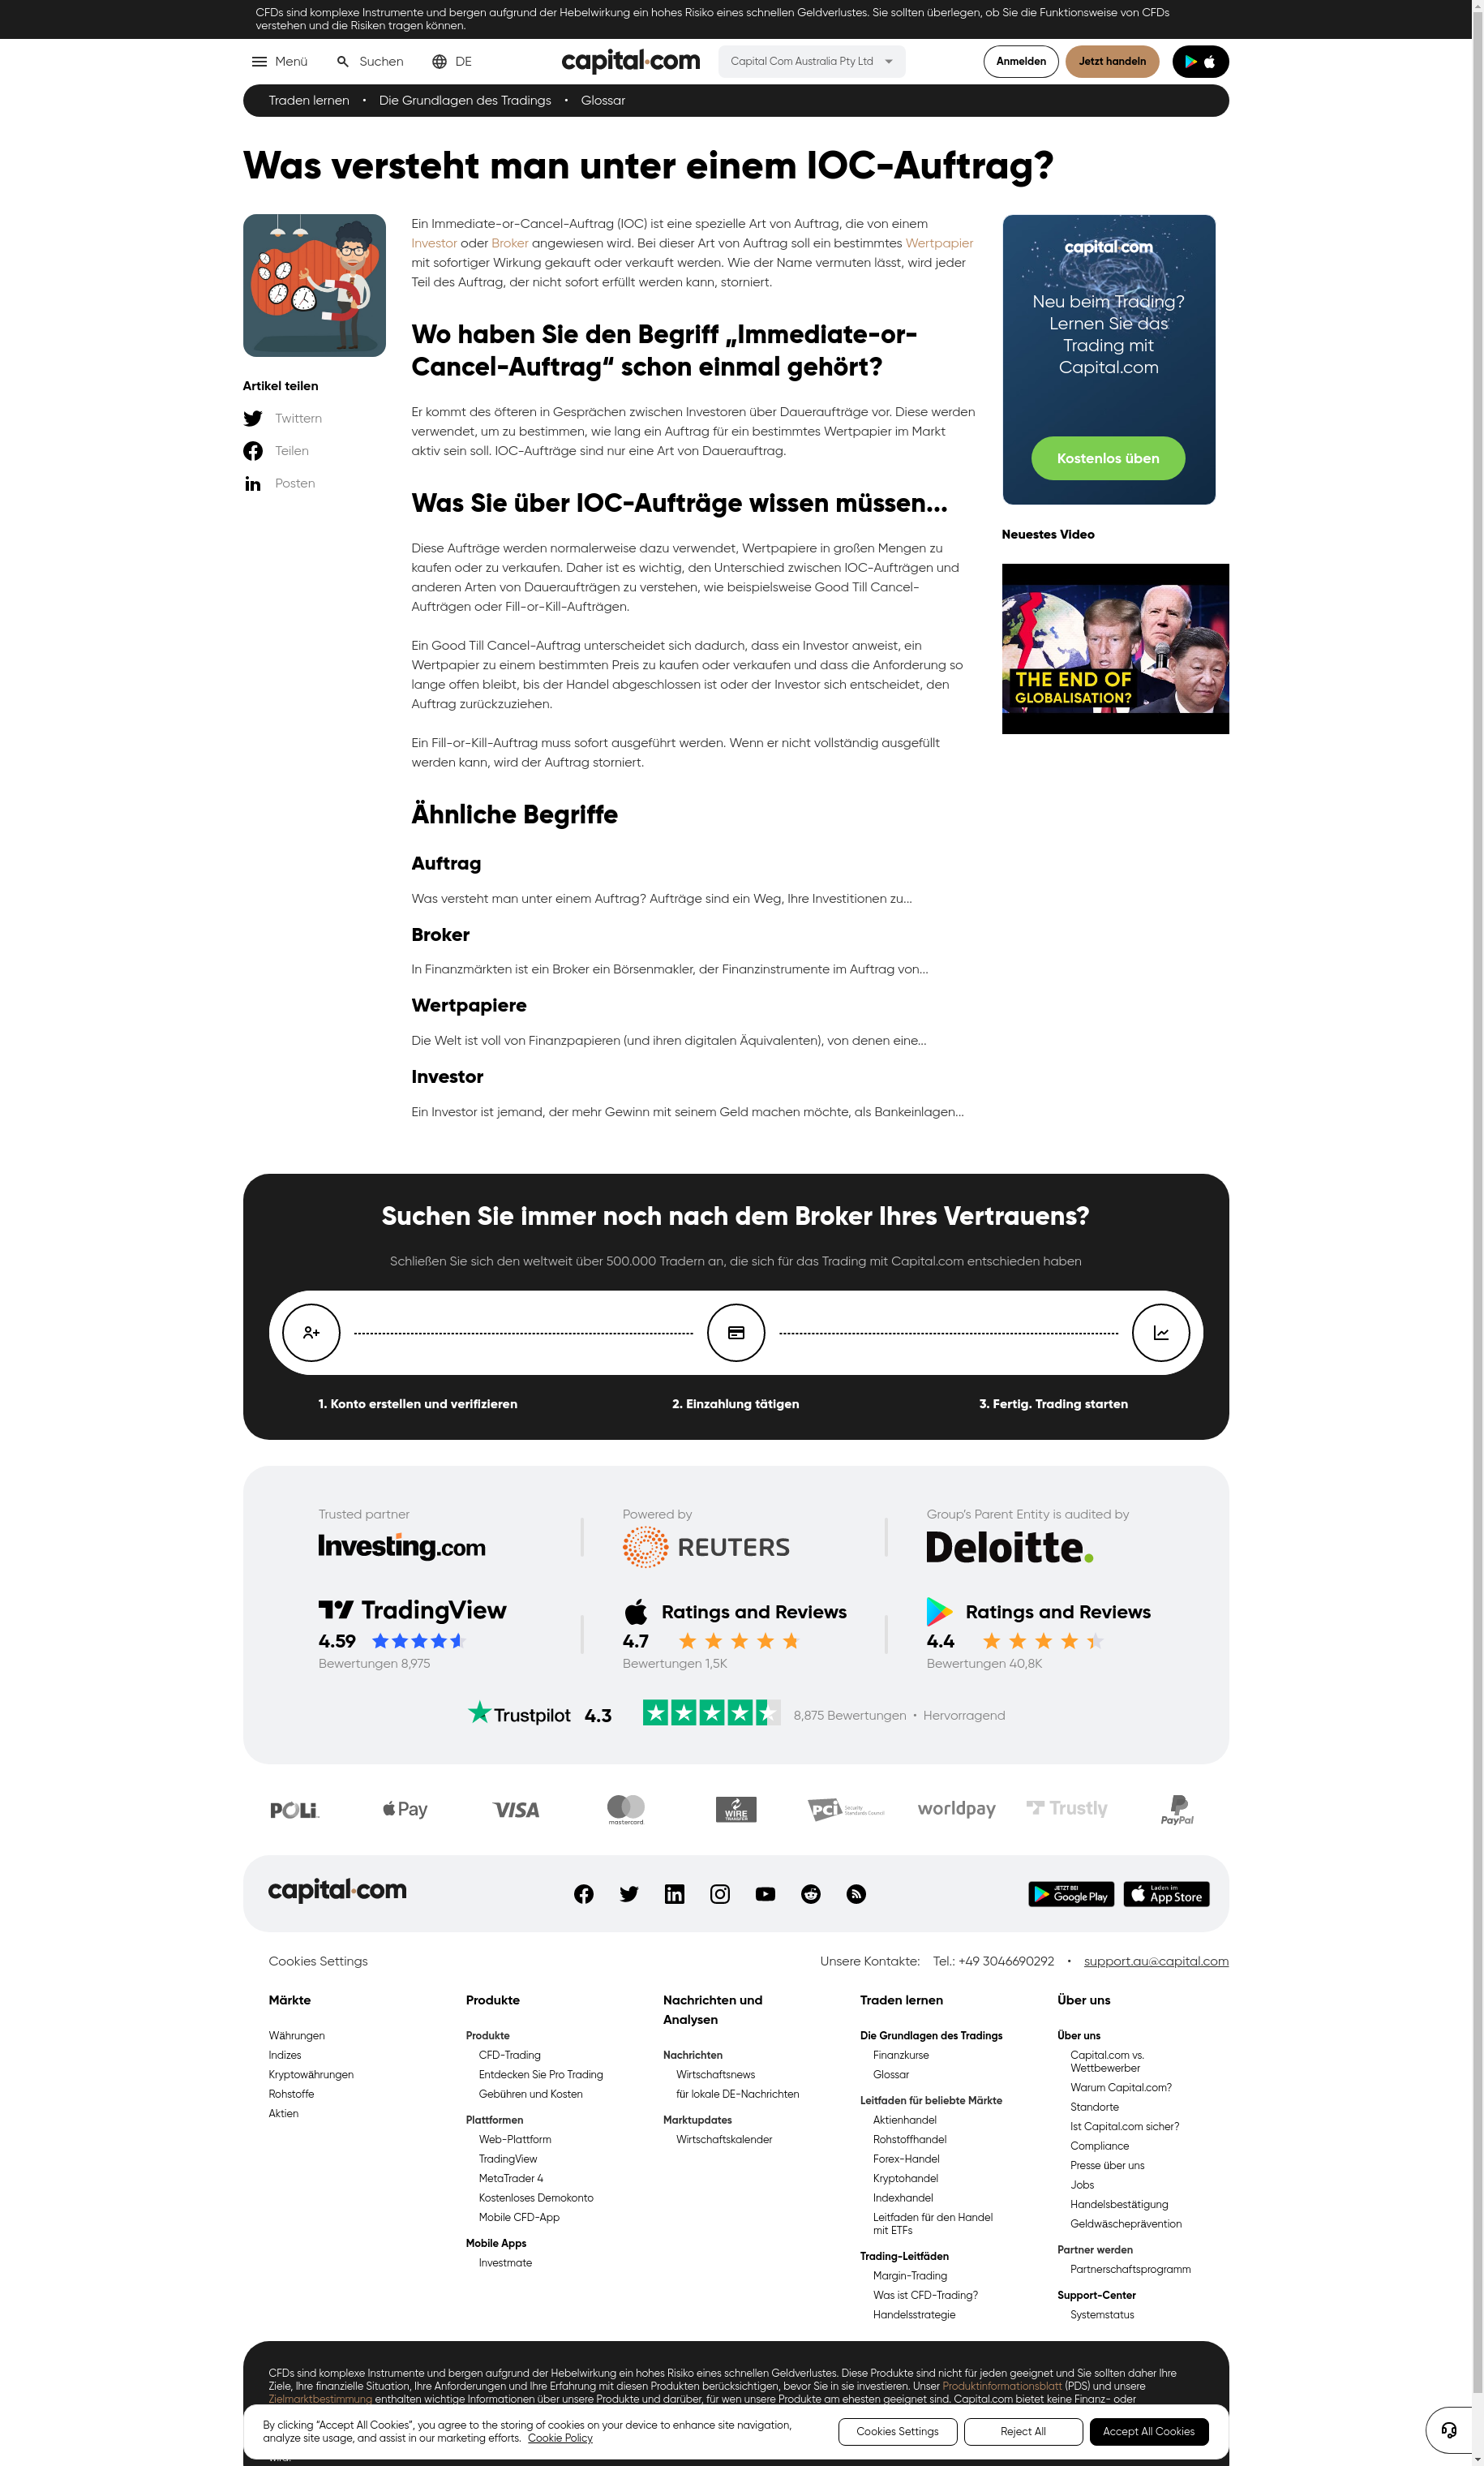 CFDs sind komplexe Instrumente und bergen aufgrund der Hebelwirkung ein hohes Risiko eines schnellen Geldverlustes. Sie sollten überlegen, ob Sie die Funktionsweise von CFDs
verstehen und die Risiken tragen können.
Menü Suchen DE capital.com Capital Com Australia Pty Ltd Anmelden Jetzt handeln
Traden lernen • Die Grundlagen des Tradings • Glossar
Was versteht man unter einem IOC-Auftrag?
Artikel teilen
Twittern
Teilen
Posten
Ein Immediate-or-Cancel-Auftrag (IOC) ist eine spezielle Art von Auftrag, die von einem
Investor oder Broker angewiesen wird. Bei dieser Art von Auftrag soll ein bestimmtes Wertpapier
mit sofortiger Wirkung gekauft oder verkauft werden. Wie der Name vermuten lässt, wird jeder
Teil des Auftrag, der nicht sofort erfüllt werden kann, storniert.
Wo haben Sie den Begriff „Immediate-or-
Cancel-Auftrag“ schon einmal gehört?
Er kommt des öfteren in Gesprächen zwischen Investoren über Daueraufträge vor. Diese werden
verwendet, um zu bestimmen, wie lang ein Auftrag für ein bestimmtes Wertpapier im Markt
aktiv sein soll. IOC-Aufträge sind nur eine Art von Dauerauftrag.
Was Sie über IOC-Aufträge wissen müssen...
Diese Aufträge werden normalerweise dazu verwendet, Wertpapiere in großen Mengen zu
kaufen oder zu verkaufen. Daher ist es wichtig, den Unterschied zwischen IOC-Aufträgen und
anderen Arten von Daueraufträgen zu verstehen, wie beispielsweise Good Till Cancel-
Aufträgen oder Fill-or-Kill-Aufträgen.
Ein Good Till Cancel-Auftrag unterscheidet sich dadurch, dass ein Investor anweist, ein
Wertpapier zu einem bestimmten Preis zu kaufen oder verkaufen und dass die Anforderung so
lange offen bleibt, bis der Handel abgeschlossen ist oder der Investor sich entscheidet, den
Auftrag zurückzuziehen.
Ein Fill-or-Kill-Auftrag muss sofort ausgeführt werden. Wenn er nicht vollständig ausgefüllt
werden kann, wird der Auftrag storniert.
Ähnliche Begriffe
Auftrag
Was versteht man unter einem Auftrag? Aufträge sind ein Weg, Ihre Investitionen zu...
Broker
In Finanzmärkten ist ein Broker ein Börsenmakler, der Finanzinstrumente im Auftrag von...
Wertpapiere
Die Welt ist voll von Finanzpapieren (und ihren digitalen Äquivalenten), von denen eine...
Investor
Ein Investor ist jemand, der mehr Gewinn mit seinem Geld machen möchte, als Bankeinlagen...
capital.com
Neu beim Trading?
Lernen Sie das
Trading mit
Capital.com
Kostenlos üben
Neuestes Video
THE END OF
GLOBALISATION?
Suchen Sie immer noch nach dem Broker Ihres Vertrauens?
Schließen Sie sich den weltweit über 500.000 Tradern an, die sich für das Trading mit Capital.com entschieden haben
1. Konto erstellen und verifizieren 2. Einzahlung tätigen 3. Fertig. Trading starten
Trusted partner Powered by Group's Parent Entity is audited by
Investing.com REUTERS Deloitte.
TradingView Ratings and Reviews Ratings and Reviews
4.59 4.7 4.4
Bewertungen 8,975 Bewertungen 1,5K Bewertungen 40,8K
Trustpilot 4.3 8,875 Bewertungen • Hervorragend
POLi Pay VISA mastercard WIRE TRANSFER PCI Security Standards Council worldpay Trustly PayPal
capital.com JETZT BEI Google Play Laden im App Store
Cookies Settings Unsere Kontakte: Tel.: +49 3046690292 • support.au@capital.com
Märkte
Währungen
Indizes
Kryptowährungen
Rohstoffe
Aktien
Produkte
Produkte
CFD-Trading
Entdecken Sie Pro Trading
Gebühren und Kosten
Plattformen
Web-Plattform
TradingView
MetaTrader 4
Kostenloses Demokonto
Mobile CFD-App
Mobile Apps
Investmate
Nachrichten und
Analysen
Nachrichten
Wirtschaftsnews
für lokale DE-Nachrichten
Marktupdates
Wirtschaftskalender
Traden lernen
Die Grundlagen des Tradings
Finanzkurse
Glossar
Leitfaden für beliebte Märkte
Aktienhandel
Rohstoffhandel
Forex-Handel
Kryptohandel
Indexhandel
Leitfaden für den Handel
mit ETFs
Trading-Leitfäden
Margin-Trading
Was ist CFD-Trading?
Handelsstrategie
Über uns
Über uns
Capital.com vs.
Wettbewerber
Warum Capital.com?
Standorte
Ist Capital.com sicher?
Compliance
Presse über uns
Jobs
Handelsbestätigung
Geldwäscheprävention
Partner werden
Partnerschaftsprogramm
Support-Center
Systemstatus
CFDs sind komplexe Instrumente und bergen aufgrund der Hebelwirkung ein hohes Risiko eines schnellen Geldverlustes. Diese Produkte sind nicht für jeden geeignet und Sie sollten daher Ihre
Ziele, Ihre finanzielle Situation, Ihre Anforderungen und Ihre Erfahrung mit diesen Produkten berücksichtigen, bevor Sie in sie investieren. Unser Produktinformationsblatt (PDS) und unsere
Zielmarktbestimmung enthalten wichtige Informationen über unsere Produkte und darüber, für wen unsere Produkte am ehesten geeignet sind. Capital.com bietet keine Finanz- oder
By clicking “Accept All Cookies”, you agree to the storing of cookies on your device to enhance site navigation,
analyze site usage, and assist in our marketing efforts. Cookie Policy
Cookies Settings Reject All Accept All Cookies